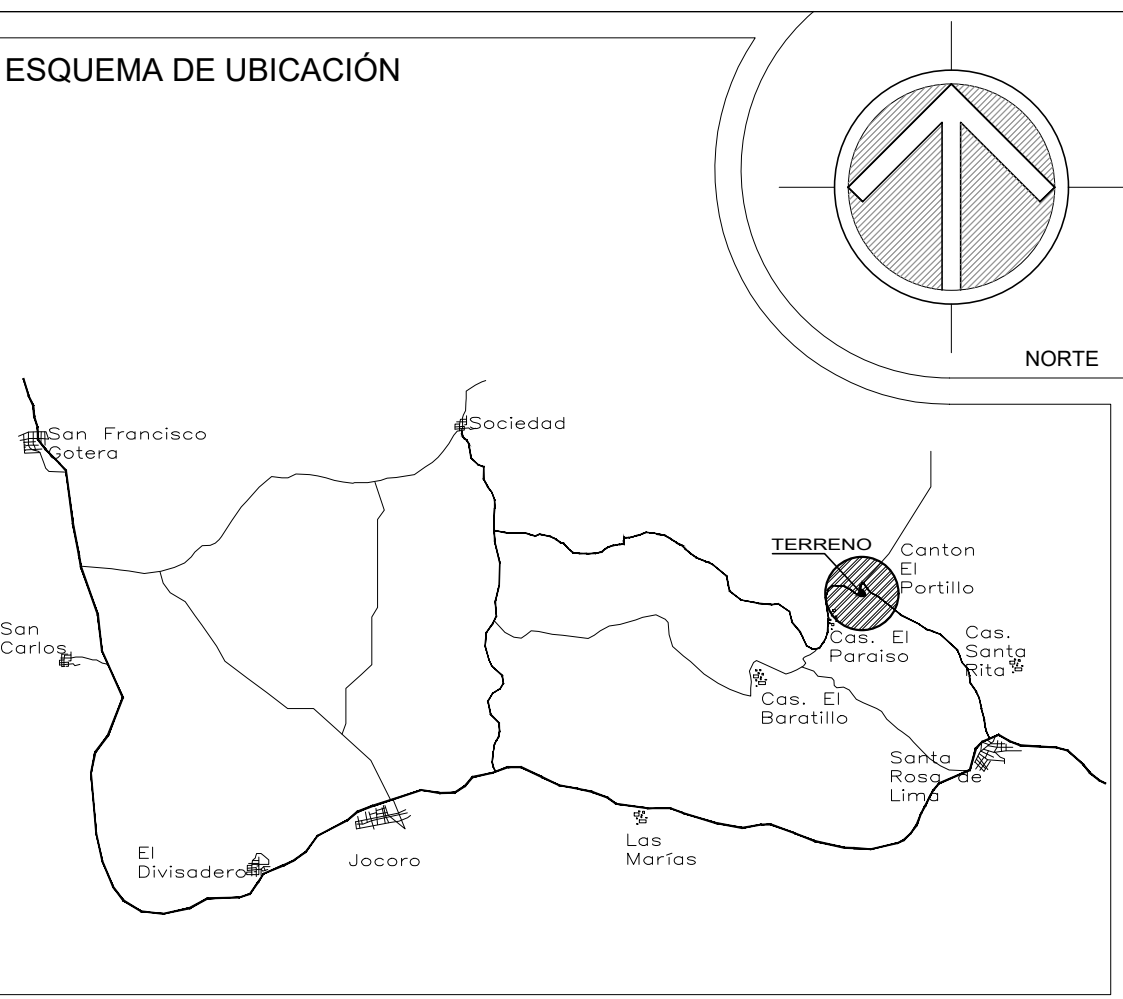 ESQUEMA DE UBICACIÓN
NORTE
San Francisco
Gotera
Sociedad
TERRENO
Canton
El
Portillo
San
Carlos
Cas. El
Paraiso
Cas.
Santa
Rita
Cas. El
Baratillo
Santa
Rosa de
Lima
El
Divisadero
Jocoro
Las
Marías